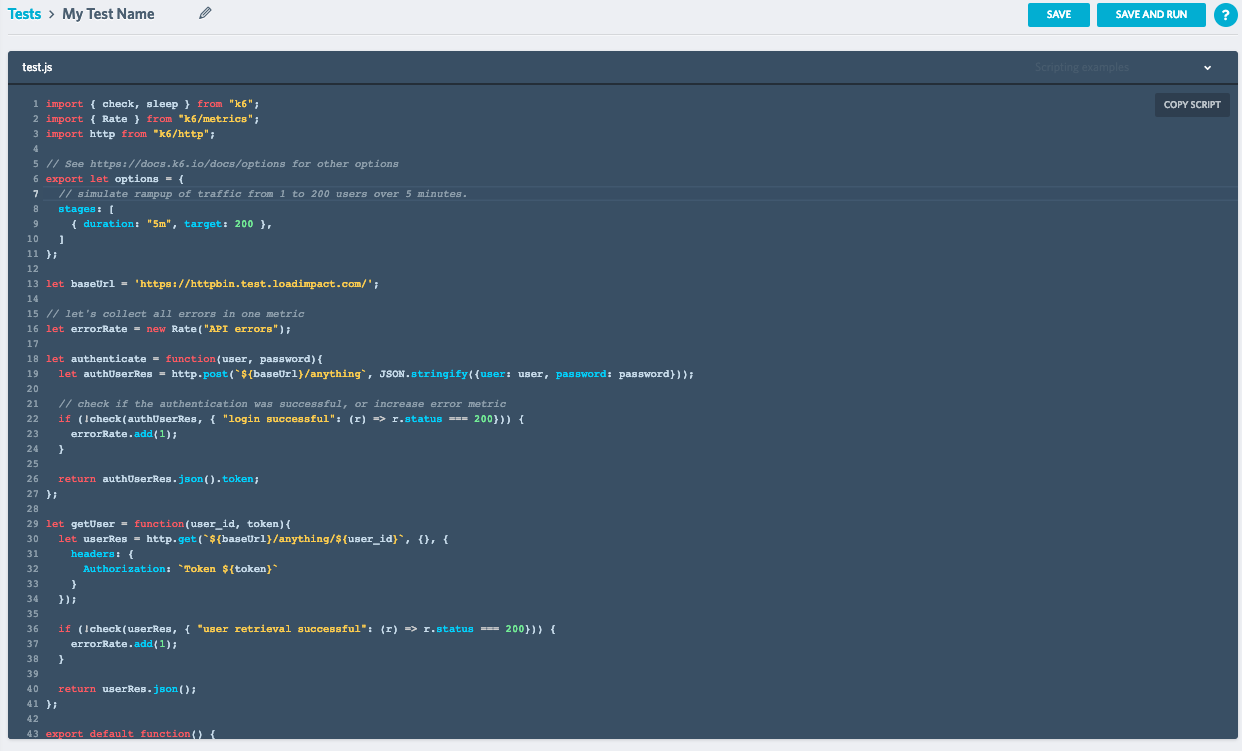 Tests > My Test Name
SAVE
SAVE AND RUN
?
test.js
Scripting examples
COPY SCRIPT
1 import { check, sleep } from "k6";
2 import { Rate } from "k6/metrics";
3 import http from "k6/http";
4
5 // See https://docs.k6.io/docs/options for other options
6 export let options = {
7   // simulate rampup of traffic from 1 to 200 users over 5 minutes.
8   stages: [
9     { duration: "5m", target: 200 },
10   ]
11 };
12
13 let baseUrl = 'https://httpbin.test.loadimpact.com/';
14
15 // let's collect all errors in one metric
16 let errorRate = new Rate("API errors");
17
18 let authenticate = function(user, password){
19   let authUserRes = http.post(`${baseUrl}/anything`, JSON.stringify({user: user, password: password}));
20
21   // check if the authentication was successful, or increase error metric
22   if (!check(authUserRes, { "login successful": (r) => r.status === 200})) {
23     errorRate.add(1);
24   }
25
26   return authUserRes.json().token;
27 };
28
29 let getUser = function(user_id, token){
30   let userRes = http.get(`${baseUrl}/anything/${user_id}`, {}, {
31     headers: {
32       Authorization: `Token ${token}`
33     }
34   });
35
36   if (!check(userRes, { "user retrieval successful": (r) => r.status === 200})) {
37     errorRate.add(1);
38   }
39
40   return userRes.json();
41 };
42
43 export default function() {